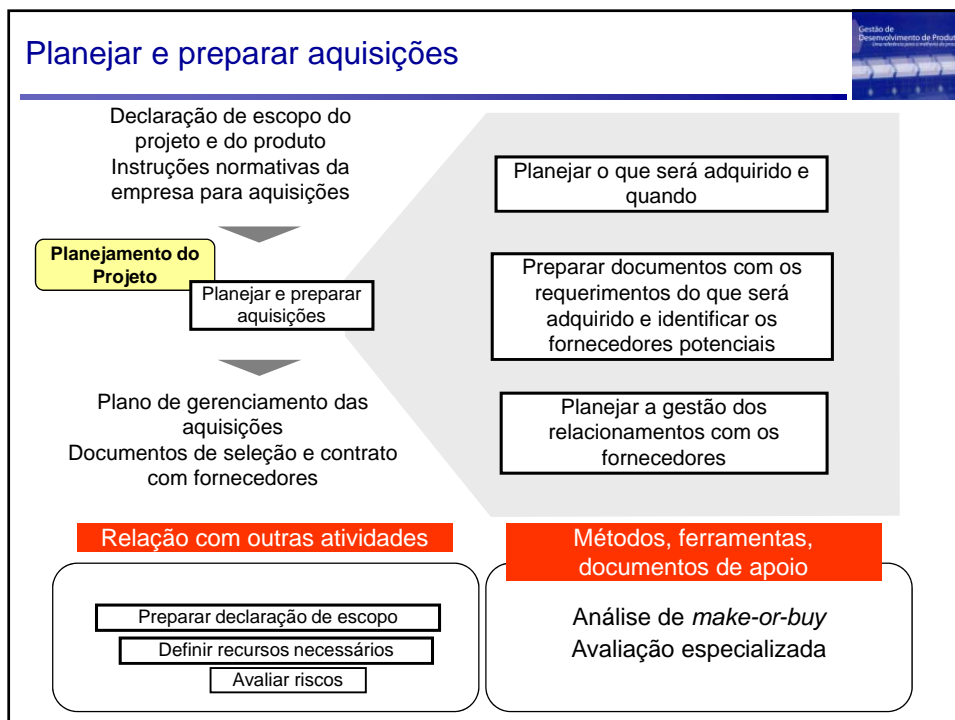 Planejar e preparar aquisições
Gestão de
Desenvolvimento de Produt
Declaração de escopo do
projeto e do produto
Instruções normativas da
empresa para aquisições
Planejamento do
Projeto
Planejar e preparar
aquisições
Plano de gerenciamento das
aquisições
Documentos de seleção e contrato
com fornecedores
Planejar o que será adquirido e
quando
Preparar documentos com os
requerimentos do que será
adquirido e identificar os
fornecedores potenciais
Planejar a gestão dos
relacionamentos com os
fornecedores
Relação com outras atividades
Preparar declaração de escopo
Definir recursos necessários
Avaliar riscos
Métodos, ferramentas,
documentos de apoio
Análise de make-or-buy
Avaliação especializada